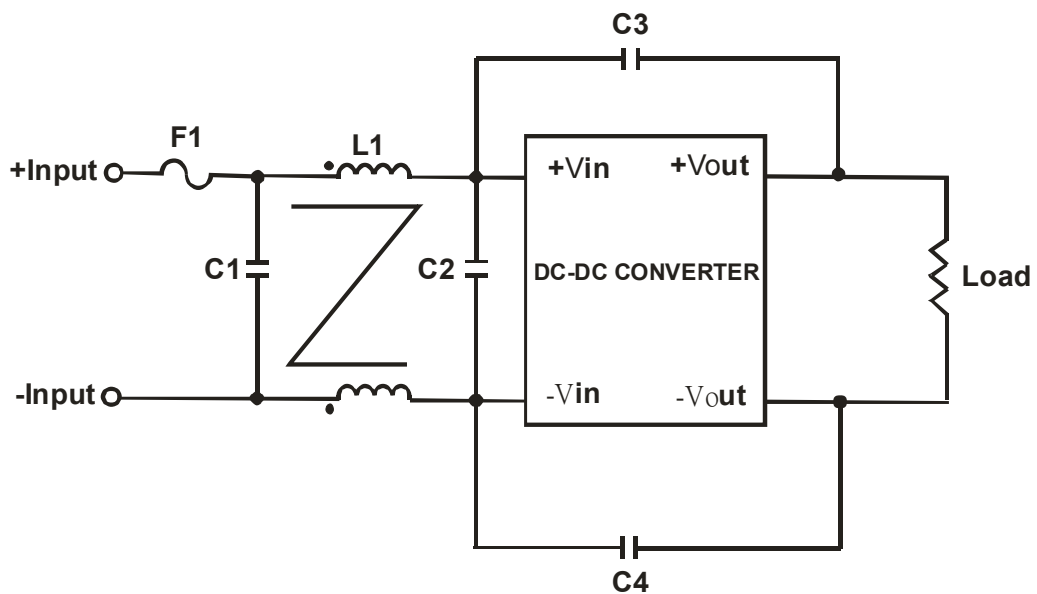 C3
F1
L1
+Input
+Vin
+Vout
C1
C2
DC-DC CONVERTER
Load
-Input
-Vin
-Vout
C4